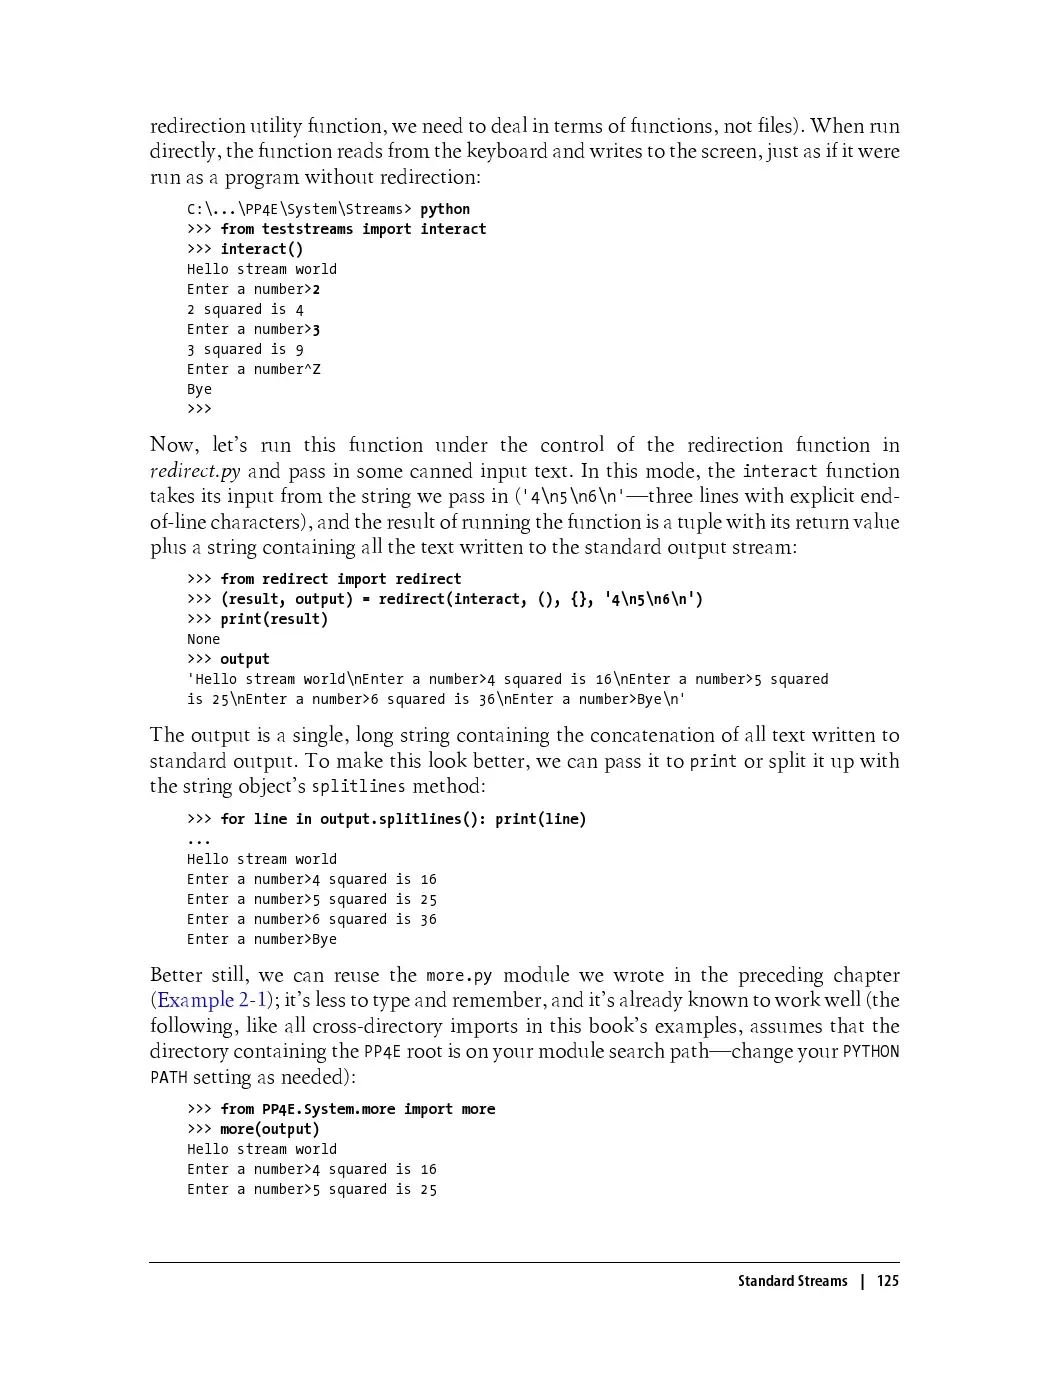 redirection utility function, we need to deal in terms of functions, not files). When run
directly, the function reads from the keyboard and writes to the screen, just as if it were
run as a program without redirection:
C:\...\PP4E\System\Streams> python
>>> from teststreams import interact
>>> interact()
Hello stream world
Enter a number>2
2 squared is 4
Enter a number>3
3 squared is 9
Enter a number^Z
Bye
>>>
Now, let’s run this function under the control of the redirection function in
redirect.py and pass in some canned input text. In this mode, the interact function
takes its input from the string we pass in ('4\n5\n6\n'—three lines with explicit end-
of-line characters), and the result of running the function is a tuple with its return value
plus a string containing all the text written to the standard output stream:
>>> from redirect import redirect
>>> (result, output) = redirect(interact, (), {}, '4\n5\n6\n')
>>> print(result)
None
>>> output
'Hello stream world\nEnter a number>4 squared is 16\nEnter a number>5 squared
is 25\nEnter a number>6 squared is 36\nEnter a number>Bye\n'
The output is a single, long string containing the concatenation of all text written to
standard output. To make this look better, we can pass it to print or split it up with
the string object’s splitlines method:
>>> for line in output.splitlines(): print(line)
...
Hello stream world
Enter a number>4 squared is 16
Enter a number>5 squared is 25
Enter a number>6 squared is 36
Enter a number>Bye
Better still, we can reuse the more.py module we wrote in the preceding chapter
(Example 2-1); it’s less to type and remember, and it’s already known to work well (the
following, like all cross-directory imports in this book’s examples, assumes that the
directory containing the PP4E root is on your module search path—change your PYTHON
PATH setting as needed):
>>> from PP4E.System.more import more
>>> more(output)
Hello stream world
Enter a number>4 squared is 16
Enter a number>5 squared is 25
Standard Streams | 125